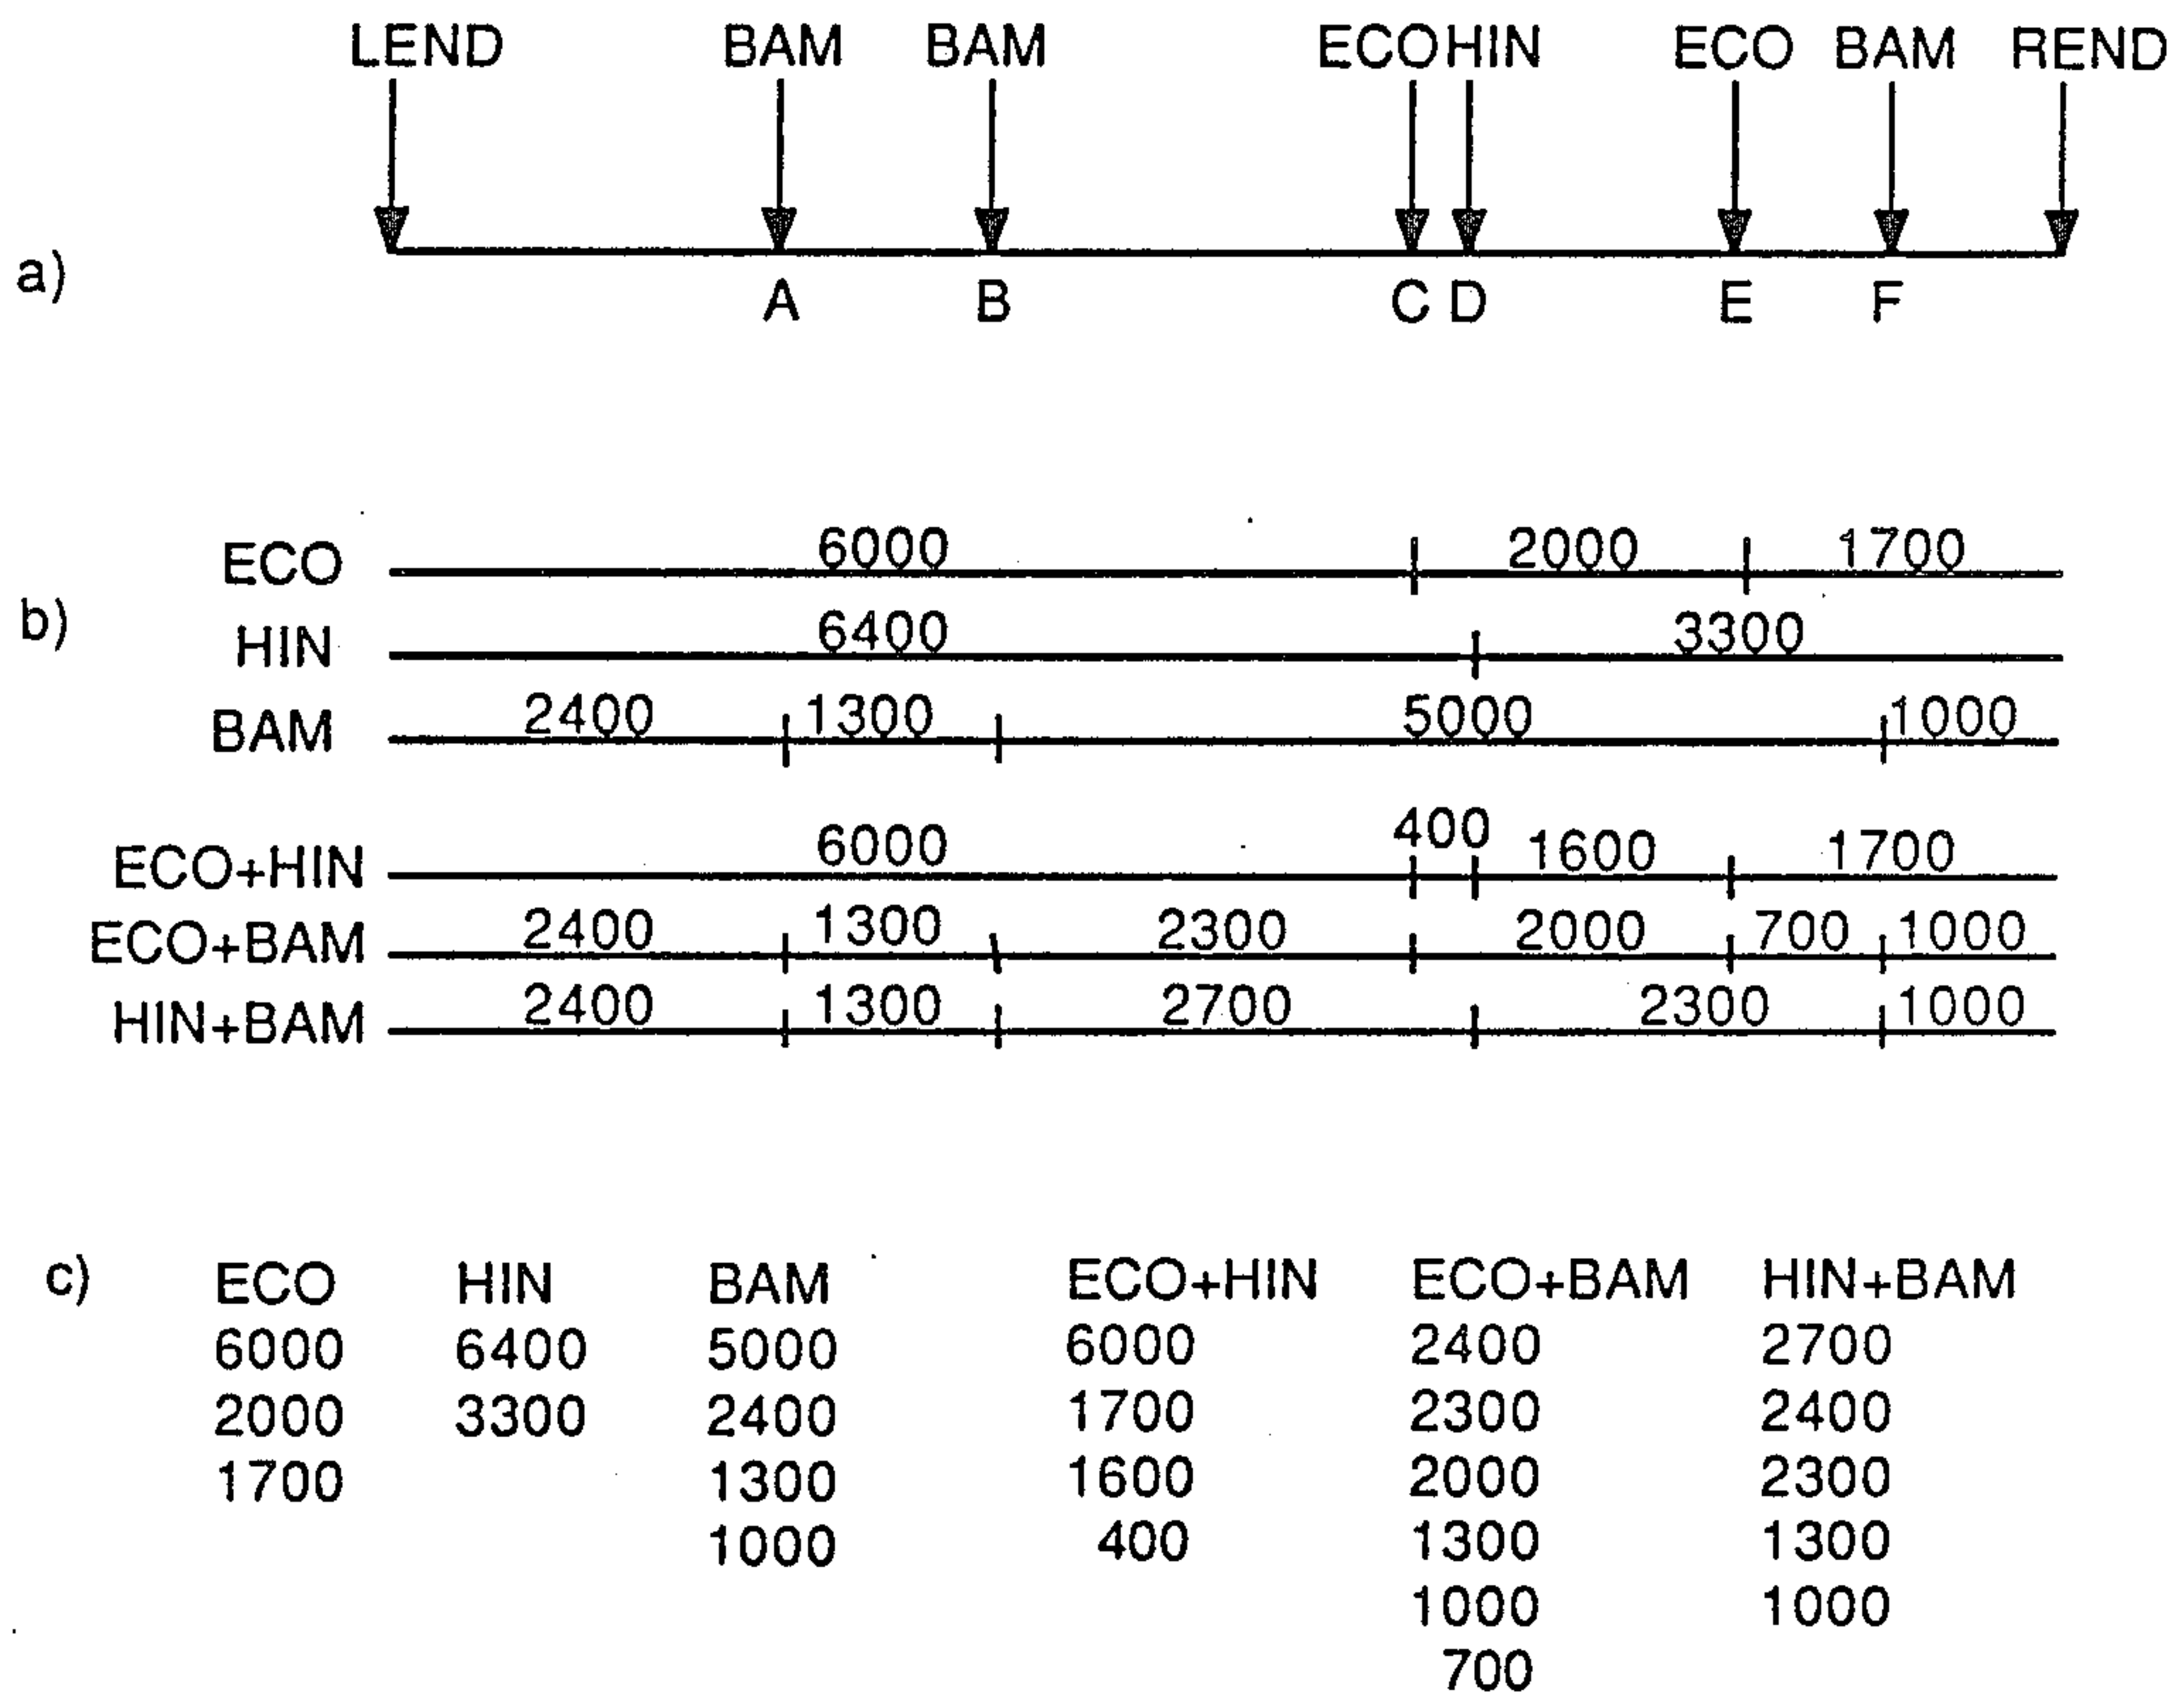 LEND BAM BAM ECO HIN ECO BAM REND
a)
A B C D E F
ECO 6000 2000 1700
b)
HIN 6400 3300
BAM 2400 1300 5000 1000
ECO+HIN 6000 400 1600 1700
ECO+BAM 2400 1300 2300 2000 700 1000
HIN+BAM 2400 1300 2700 2300 1000
c) ECO HIN BAM ECO+HIN ECO+BAM HIN+BAM
6000 6400 5000 6000 2400 2700
2000 3300 2400 1700 2300 2400
1700 1300 1600 2000 2300
1000 400 1300 1300
1000 1000
700